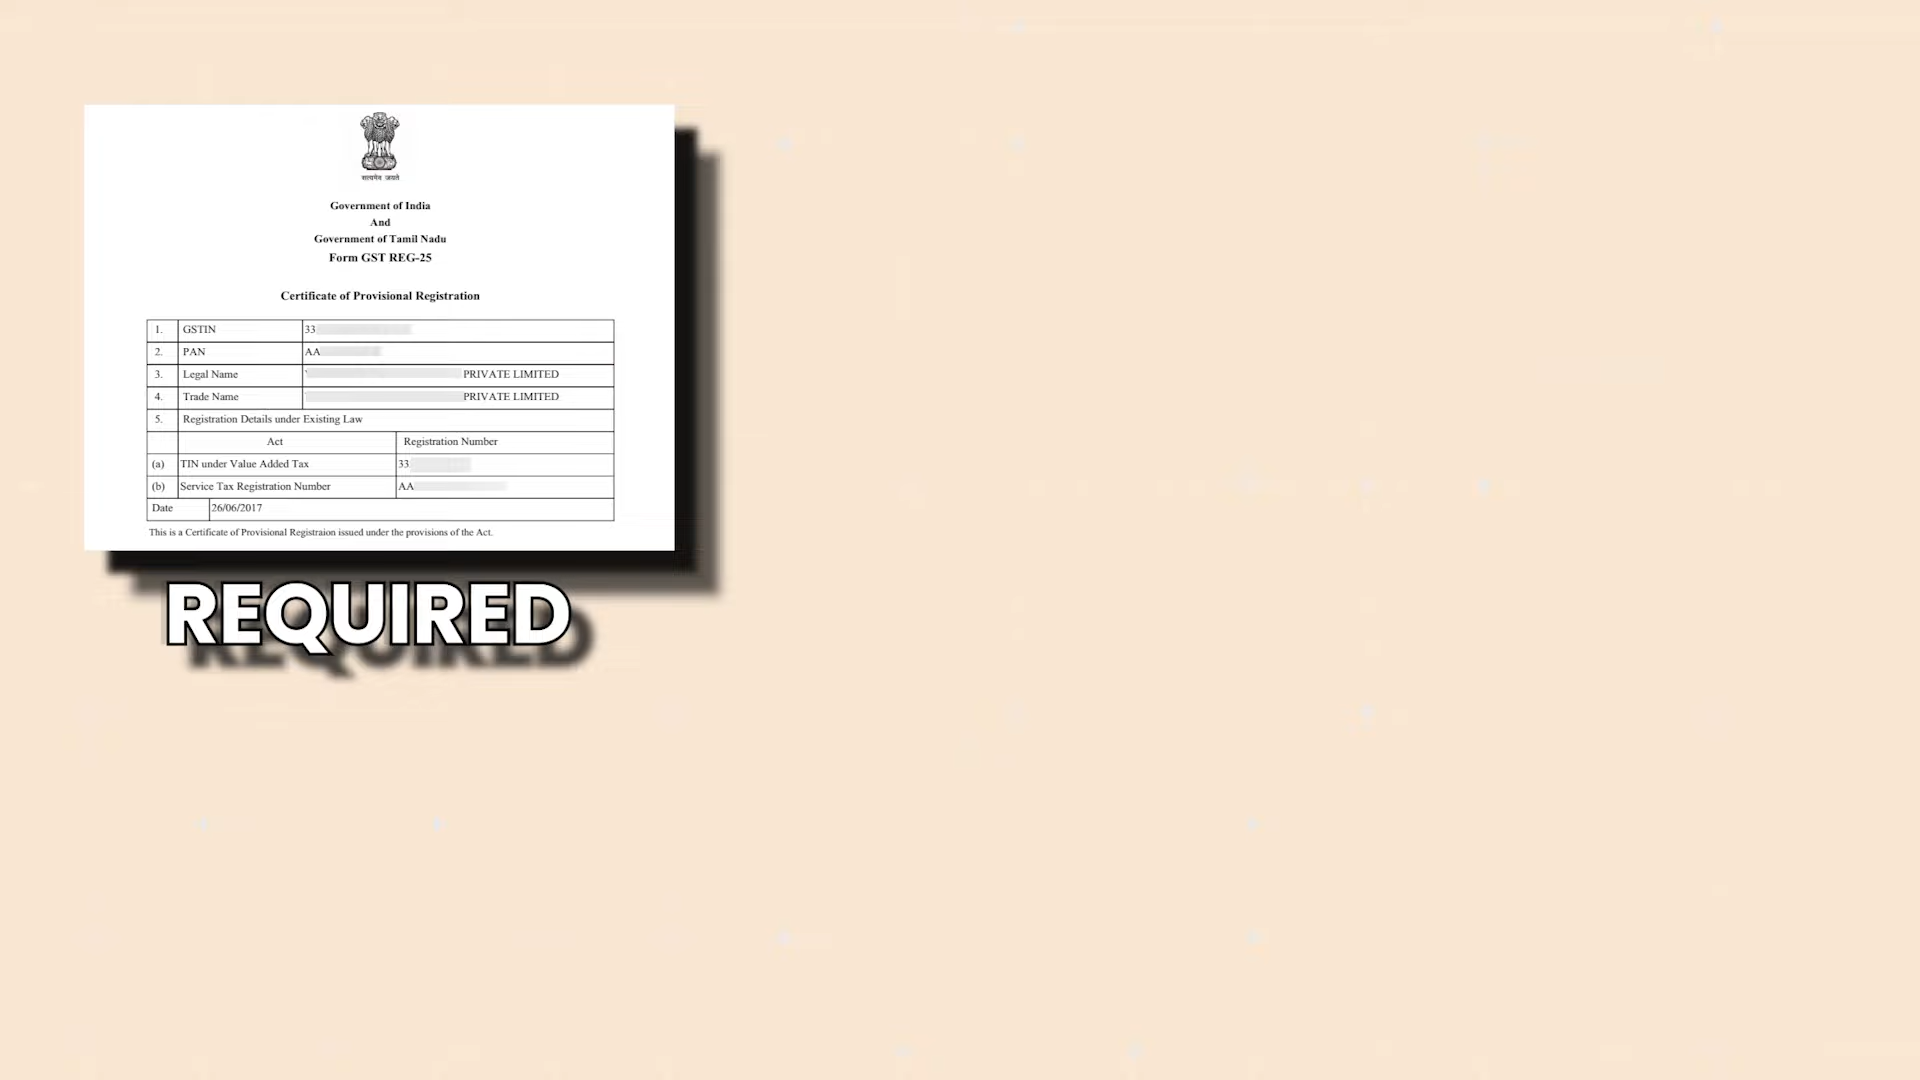 सत्यमेव जयते
Government of India
And
Government of Tamil Nadu
Form GST REG-25
Certificate of Provisional Registration
1. GSTIN 33
2. PAN AA
3. Legal Name PRIVATE LIMITED
4. Trade Name PRIVATE LIMITED
5. Registration Details under Existing Law
Act Registration Number
(a) TIN under Value Added Tax 33
(b) Service Tax Registration Number AA
Date 26/06/2017
This is a Certificate of Provisional Registraion issued under the provisions of the Act.
REQUIRED